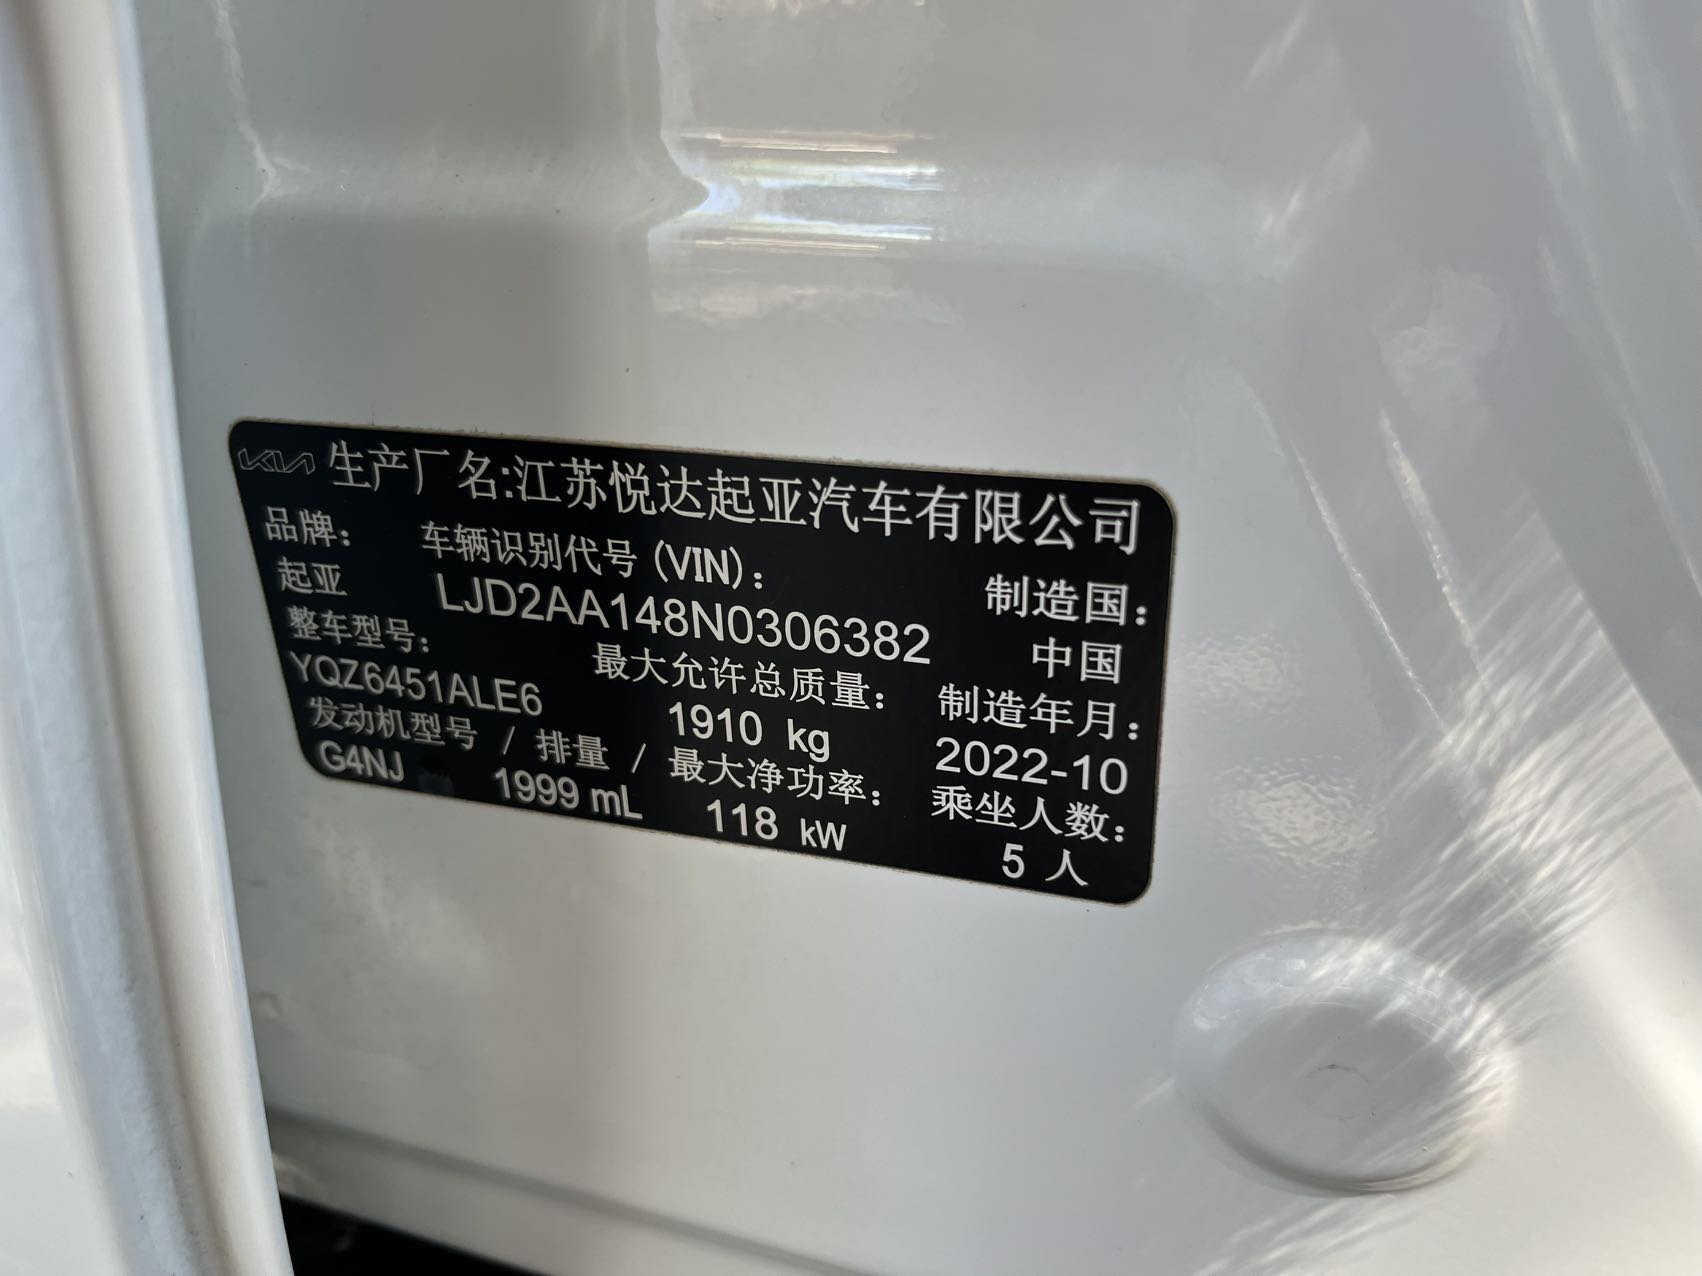 KIA 生产厂名:江苏悦达起亚汽车有限公司
品牌: 车辆识别代号 (VIN): 制造国:
起亚 LJD2AA148N0306382 中国
整车型号: 最大允许总质量: 制造年月:
YQZ6451ALE6 1910 kg 2022-10
发动机型号 / 排量 / 最大净功率: 乘坐人数:
G4NJ 1999 mL 118 kW 5 人